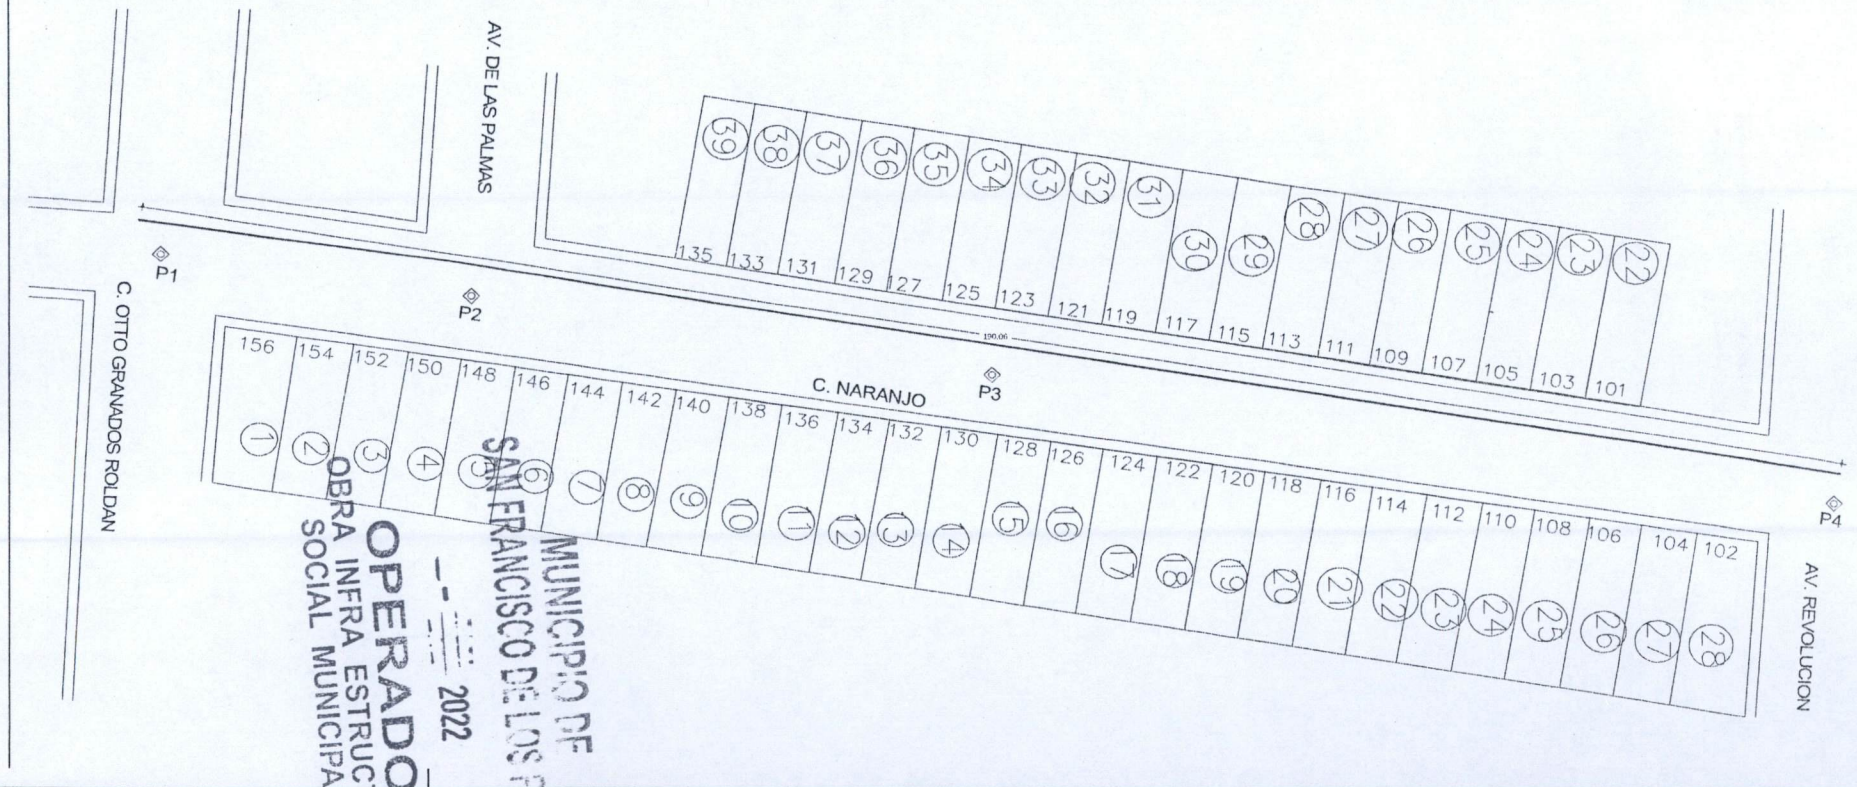 AV. DE LAS PALMAS
39 38 37 36 35 34 33 32 31 30 29 28 27 26 25 24 23 22
135 133 131 129 127 125 123 121 119 117 115 113 111 109 107 105 103 101
190.06
P1
P2
P3
P4
C. OTTO GRANADOS ROLDAN
C. NARANJO
AV. REVOLUCION
156 154 152 150 148 146 144 142 140 138 136 134 132 130 128 126 124 122 120 118 116 114 112 110 108 106 104 102
1 2 3 4 5 6 7 8 9 10 11 12 13 14 15 16 17 18 19 20 21 22 23 24 25 26 27 28
MUNICIPIO DE
SAN FRANCISCO DE LOS
2022
OPERADO
OBRA INFRA ESTRUC
SOCIAL MUNICIPA